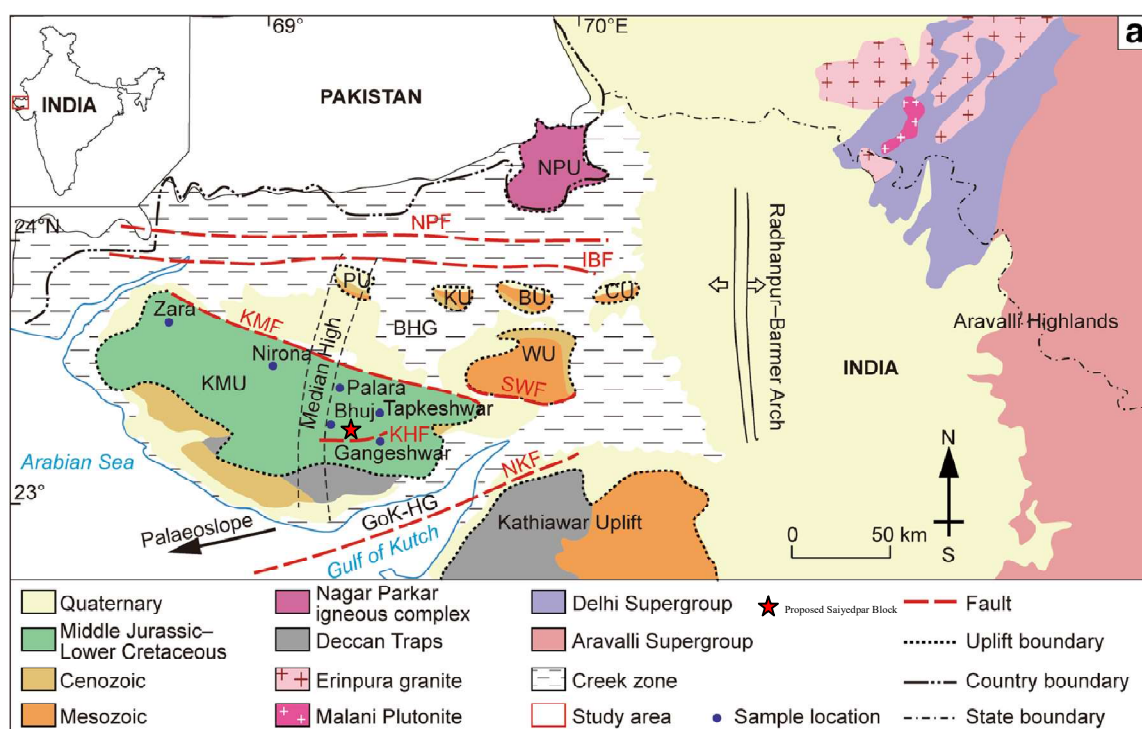 69°
70°E
a
INDIA
PAKISTAN
NPU
24°N
NPF
IBF
PU
KU
BU
CU
Radhanpur–Barmer Arch
Zara
KMF
Median High
BHG
Aravalli Highlands
Nirona
WU
KMU
INDIA
Palara
SWF
Bhuj
Tapkeshwar
KHF
Gangeshwar
Arabian Sea
NKF
N
23°
GoK-HG
Kathiawar Uplift
Palaeoslope
Gulf of Kutch
0 50 km
S
Quaternary
Nagar Parkar
igneous complex
Delhi Supergroup
Proposed Saiyedpar Block
Fault
Middle Jurassic–
Lower Cretaceous
Deccan Traps
Aravalli Supergroup
Uplift boundary
Cenozoic
Erinpura granite
Creek zone
Country boundary
Mesozoic
Malani Plutonite
Study area
Sample location
State boundary